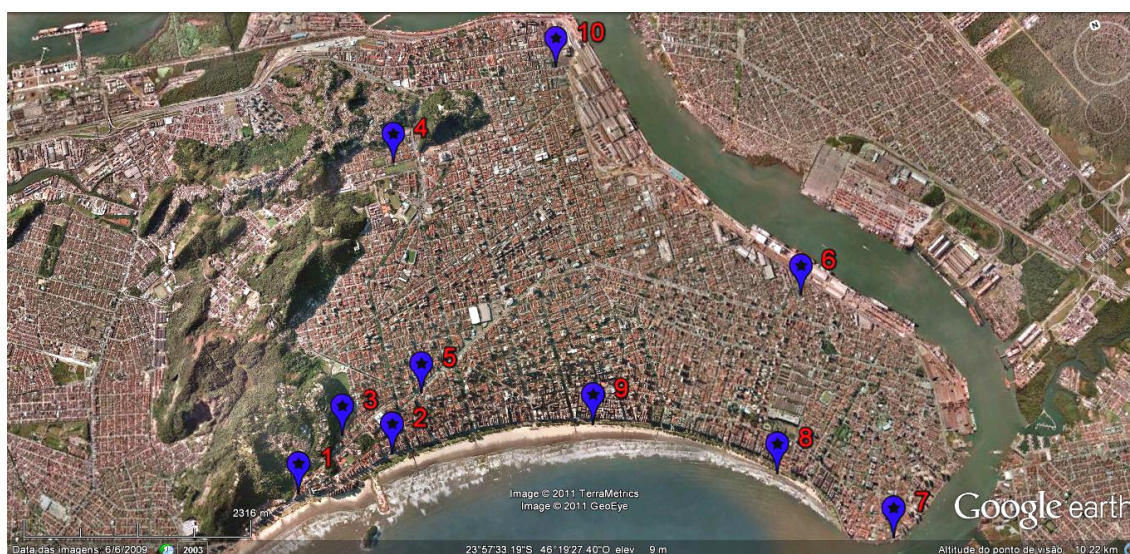 10
N
4
6
5
3
9
2
8
1
7
2316 m
Image © 2011 TerraMetrics
Image © 2011 GeoEye
Google earth
Data das imagens: 6/6/2009
2003
23°57'33.19"S 46°19'27.40"O elev 9 m
Altitude do ponto de visão 10.22 km